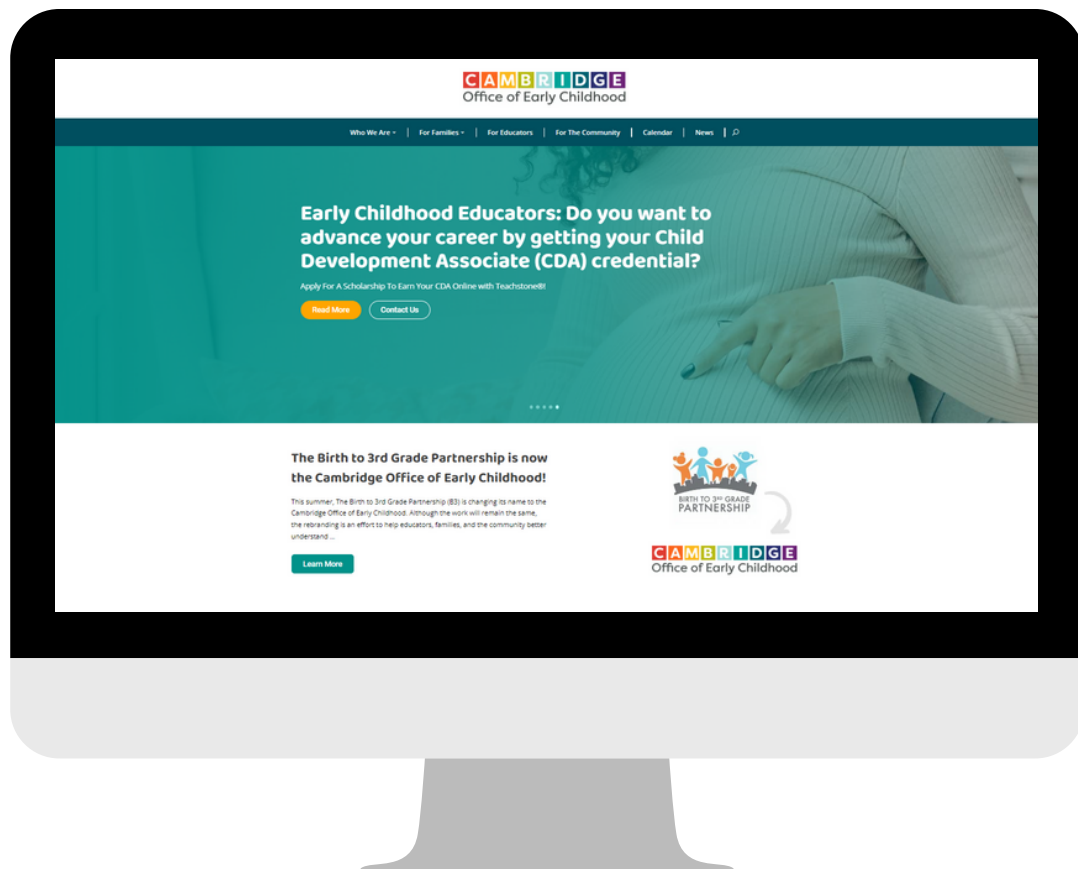 CAMBRIDGE
Office of Early Childhood
Who We Are | For Families | For Educators | For The Community | Calendar | News |
Early Childhood Educators: Do you want to
advance your career by getting your Child
Development Associate (CDA) credential?
Apply For A Scholarship To Earn Your CDA Online with Teachstone®!
Read More Contact Us
The Birth to 3rd Grade Partnership is now
the Cambridge Office of Early Childhood!
This summer, The Birth to 3rd Grade Partnership (B3) is changing its name to the
Cambridge Office of Early Childhood. Although the work will remain the same,
the rebranding is an effort to help educators, families, and the community better
understand ...
Learn More
BIRTH TO 3RD GRADE
PARTNERSHIP
CAMBRIDGE
Office of Early Childhood